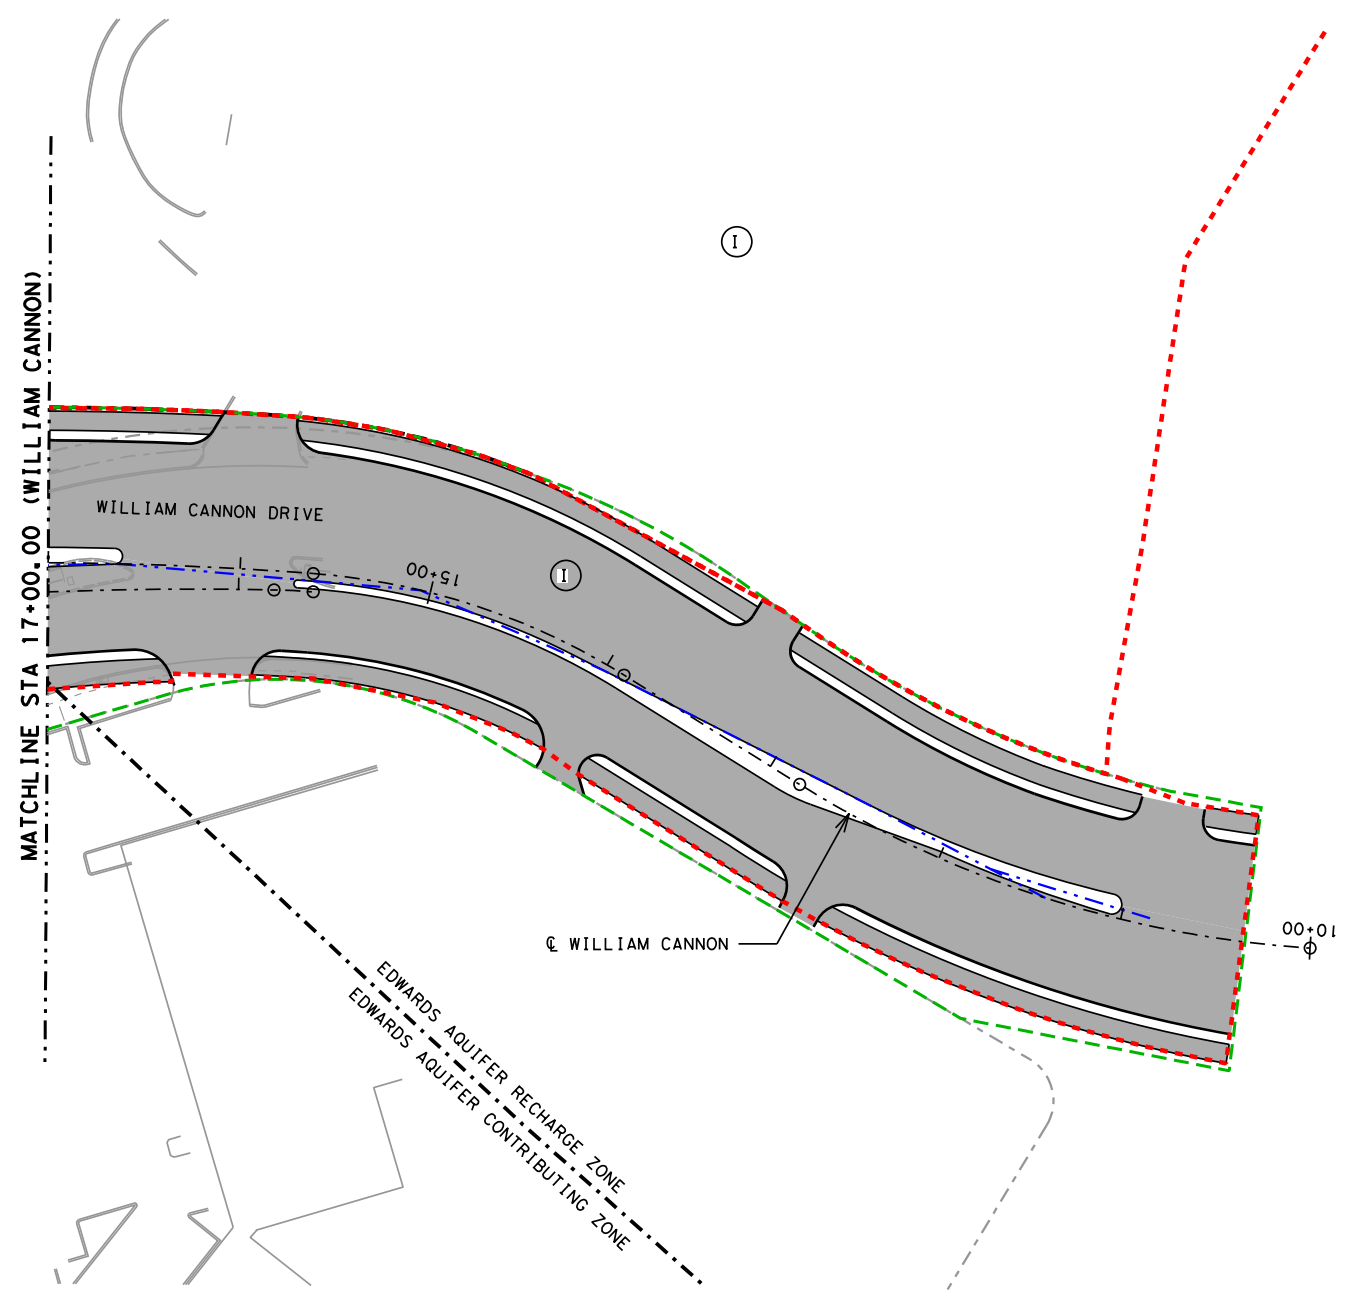 I
MATCHLINE STA 17+00.00 (WILLIAM CANNON)
WILLIAM CANNON DRIVE
15+00
I
10+00
℄ WILLIAM CANNON
EDWARDS AQUIFER RECHARGE ZONE
EDWARDS AQUIFER CONTRIBUTING ZONE